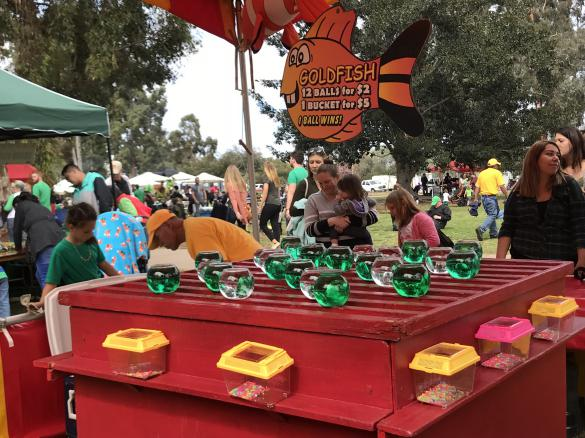 GOLDFISH
12 BALLS for $2
1 BUCKET for $5
1 BALL WINS!